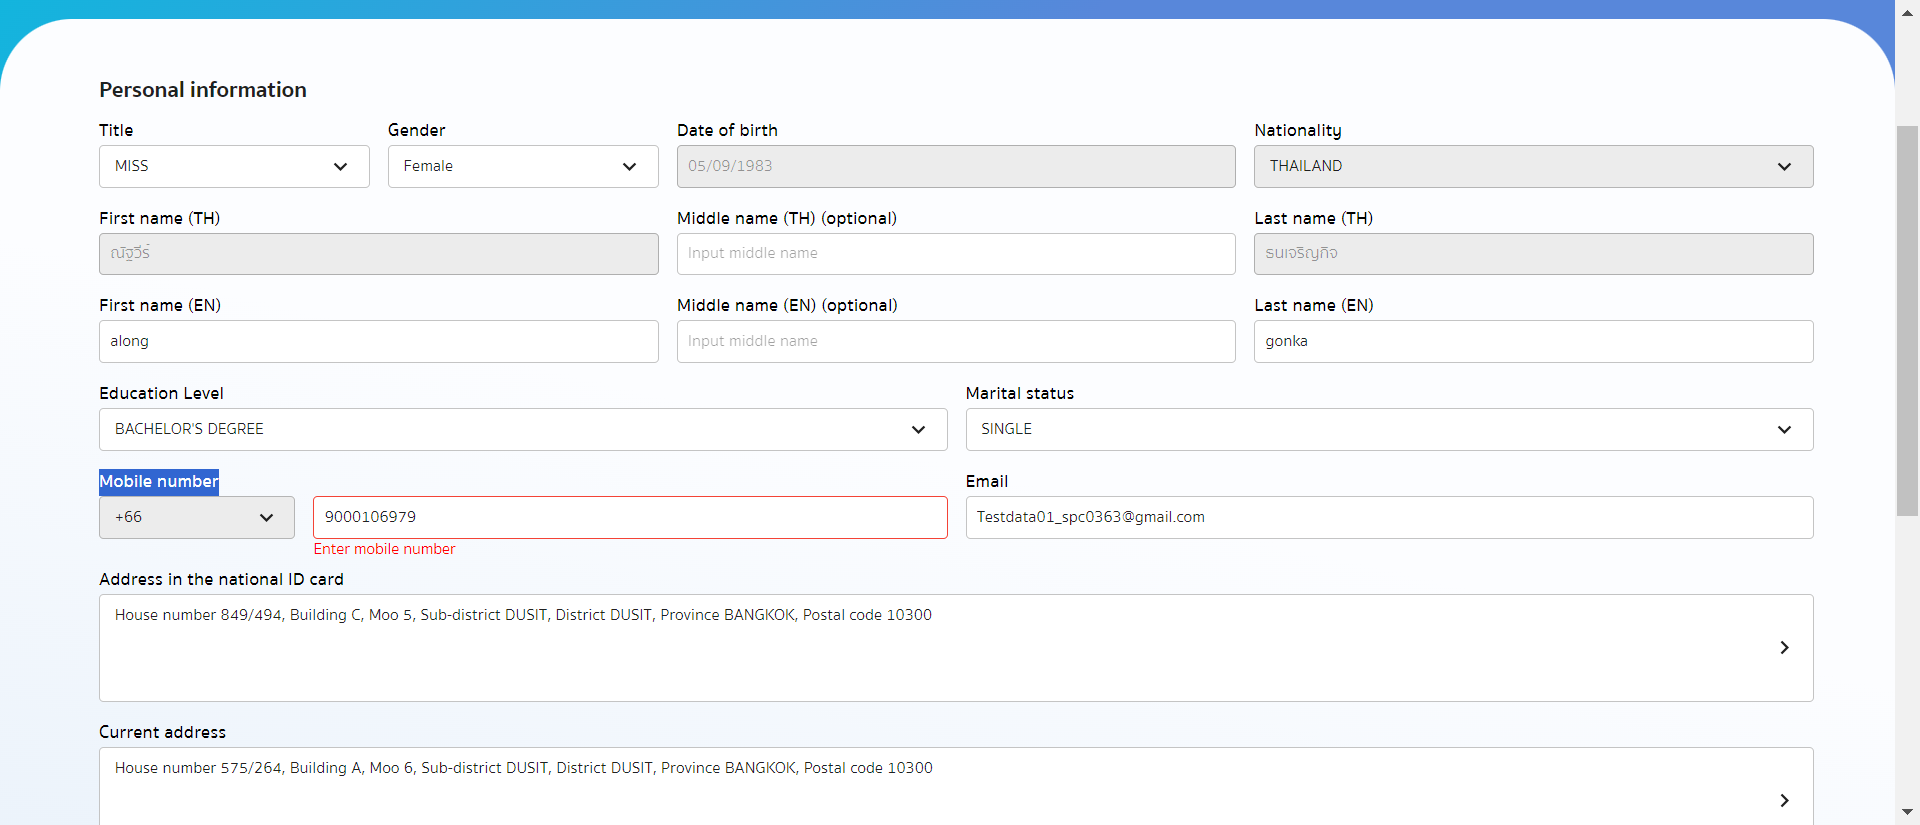 Personal information
Title Gender Date of birth Nationality
MISS Female 05/09/1983 THAILAND
First name (TH) Middle name (TH) (optional) Last name (TH)
ณัฐวีร์ Input middle name ธนเจริญกิจ
First name (EN) Middle name (EN) (optional) Last name (EN)
along Input middle name gonka
Education Level Marital status
BACHELOR'S DEGREE SINGLE
Mobile number Email
+66 9000106979 Testdata01_spc0363@gmail.com
Enter mobile number
Address in the national ID card
House number 849/494, Building C, Moo 5, Sub-district DUSIT, District DUSIT, Province BANGKOK, Postal code 10300
Current address
House number 575/264, Building A, Moo 6, Sub-district DUSIT, District DUSIT, Province BANGKOK, Postal code 10300